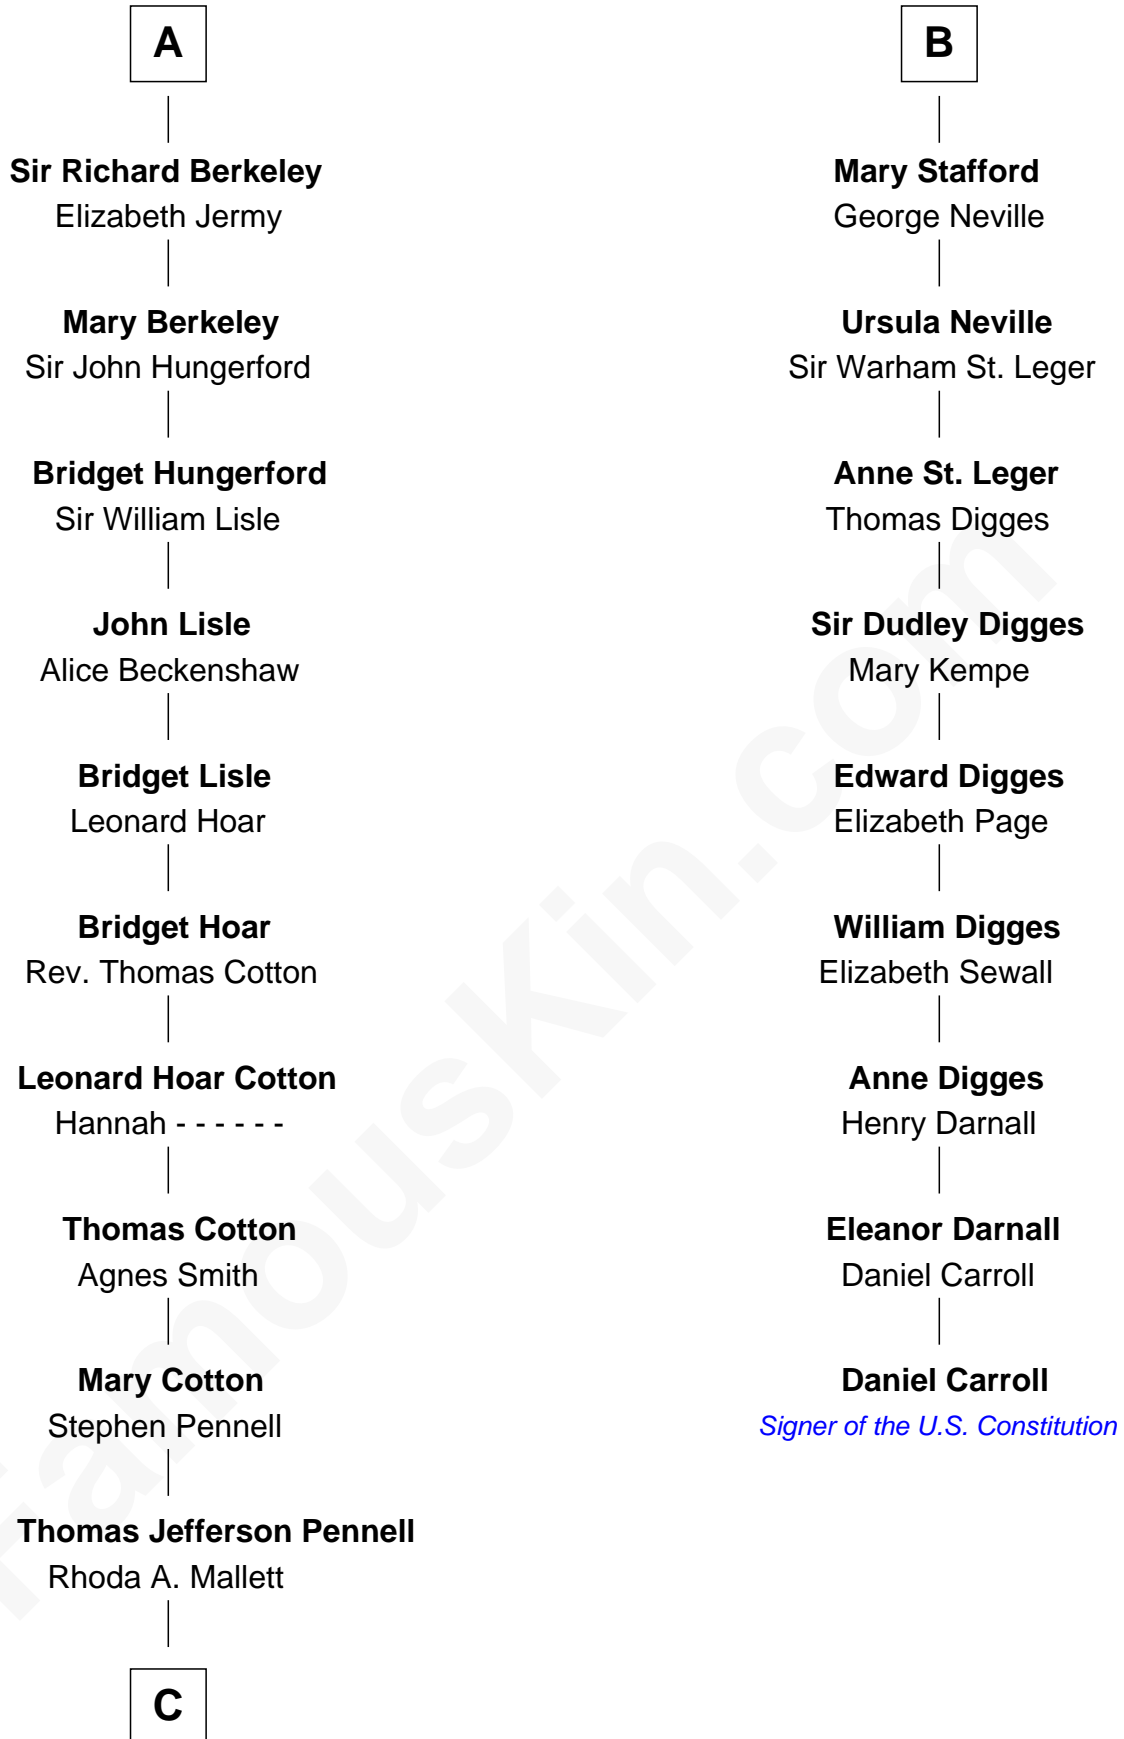 A
Sir Richard Berkeley
Elizabeth Jermy
Mary Berkeley
Sir John Hungerford
Bridget Hungerford
Sir William Lisle
John Lisle
Alice Beckenshaw
Bridget Lisle
Leonard Hoar
Bridget Hoar
Rev. Thomas Cotton
Leonard Hoar Cotton
Hannah - - - - - -
Thomas Cotton
Agnes Smith
Mary Cotton
Stephen Pennell
Thomas Jefferson Pennell
Rhoda A. Mallett
C
B
Mary Stafford
George Neville
Ursula Neville
Sir Warham St. Leger
Anne St. Leger
Thomas Digges
Sir Dudley Digges
Mary Kempe
Edward Digges
Elizabeth Page
William Digges
Elizabeth Sewall
Anne Digges
Henry Darnall
Eleanor Darnall
Daniel Carroll
Daniel Carroll
Signer of the U.S. Constitution
FamousKin.com